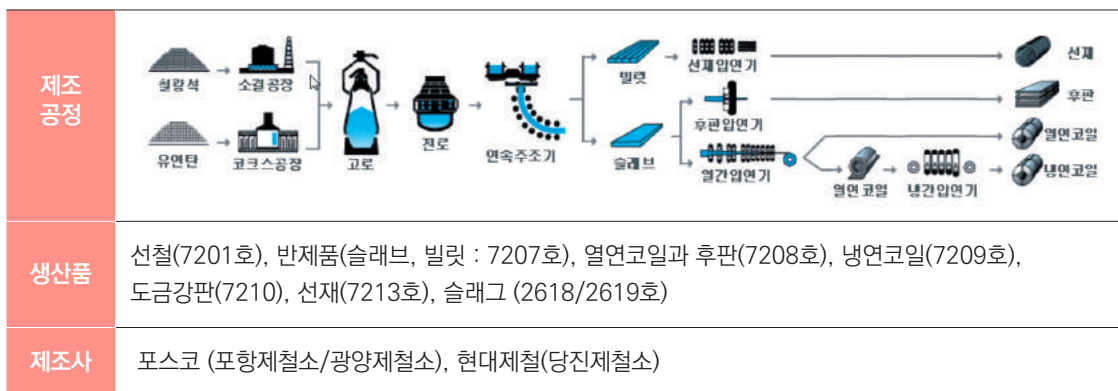 제조
공정
철광석
소결공장
유연탄
코크스공장
고로
전로
연속주조기
빌릿
슬래브
선재압연기
후판압연기
열간압연기
열연코일
냉간압연기
선재
후판
열연코일
냉연코일
생산품
선철(7201호), 반제품(슬래브, 빌릿 : 7207호), 열연코일과 후판(7208호), 냉연코일(7209호),
도금강판(7210), 선재(7213호), 슬래그 (2618/2619호)
제조사
포스코 (포항제철소/광양제철소), 현대제철(당진제철소)